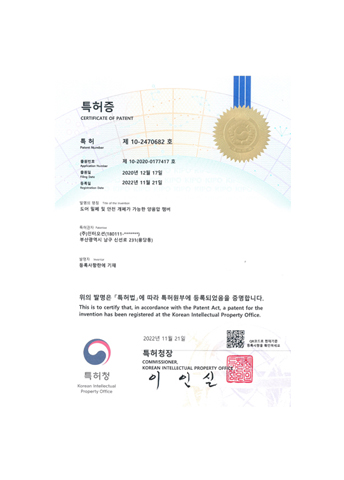 특허증
CERTIFICATE OF PATENT
특 허 제 10-2470682 호
Patent Number
출원번호 제 10-2020-0177417 호
Application Number
출원일 2020년 12월 17일
Filing Date
등록일 2022년 11월 21일
Registration Date
발명의 명칭 Title of the Invention
도어 밀폐 및 안전 개폐가 가능한 양음압 챔버
특허권자 Patentee
부산광역시 남구 신선로 231(용당동)
발명자 Inventor
등록사항란에 기재
위의 발명은 「특허법」에 따라 특허원부에 등록되었음을 증명합니다.
This is to certify that, in accordance with the Patent Act, a patent for the
invention has been registered at the Korean Intellectual Property Office.
2022년 11월 21일
QR코드로 현재기준
등록사항을 확인하세요
특허청장
COMMISSIONER,
KOREAN INTELLECTUAL PROPERTY OFFICE
이 인 실
특허청
Korean Intellectual
Property Office